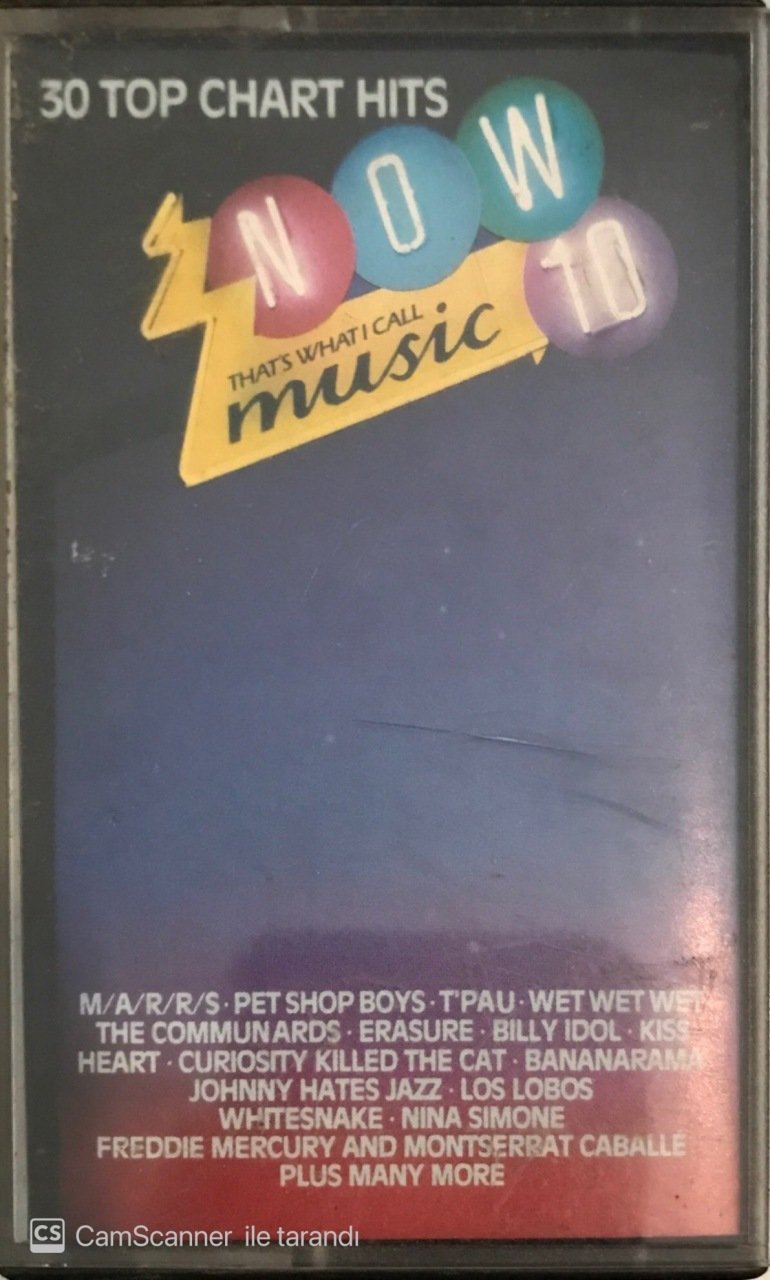 30 TOP CHART HITS
NOW
10
THAT'S WHAT I CALL
music
M/A/R/R/S · PET SHOP BOYS · T'PAU · WET WET WET
THE COMMUNARDS · ERASURE · BILLY IDOL · KISS
HEART · CURIOSITY KILLED THE CAT · BANANARAMA
JOHNNY HATES JAZZ · LOS LOBOS
WHITESNAKE · NINA SIMONE
FREDDIE MERCURY AND MONTSERRAT CABALLÉ
PLUS MANY MORE
CS CamScanner ile tarandı